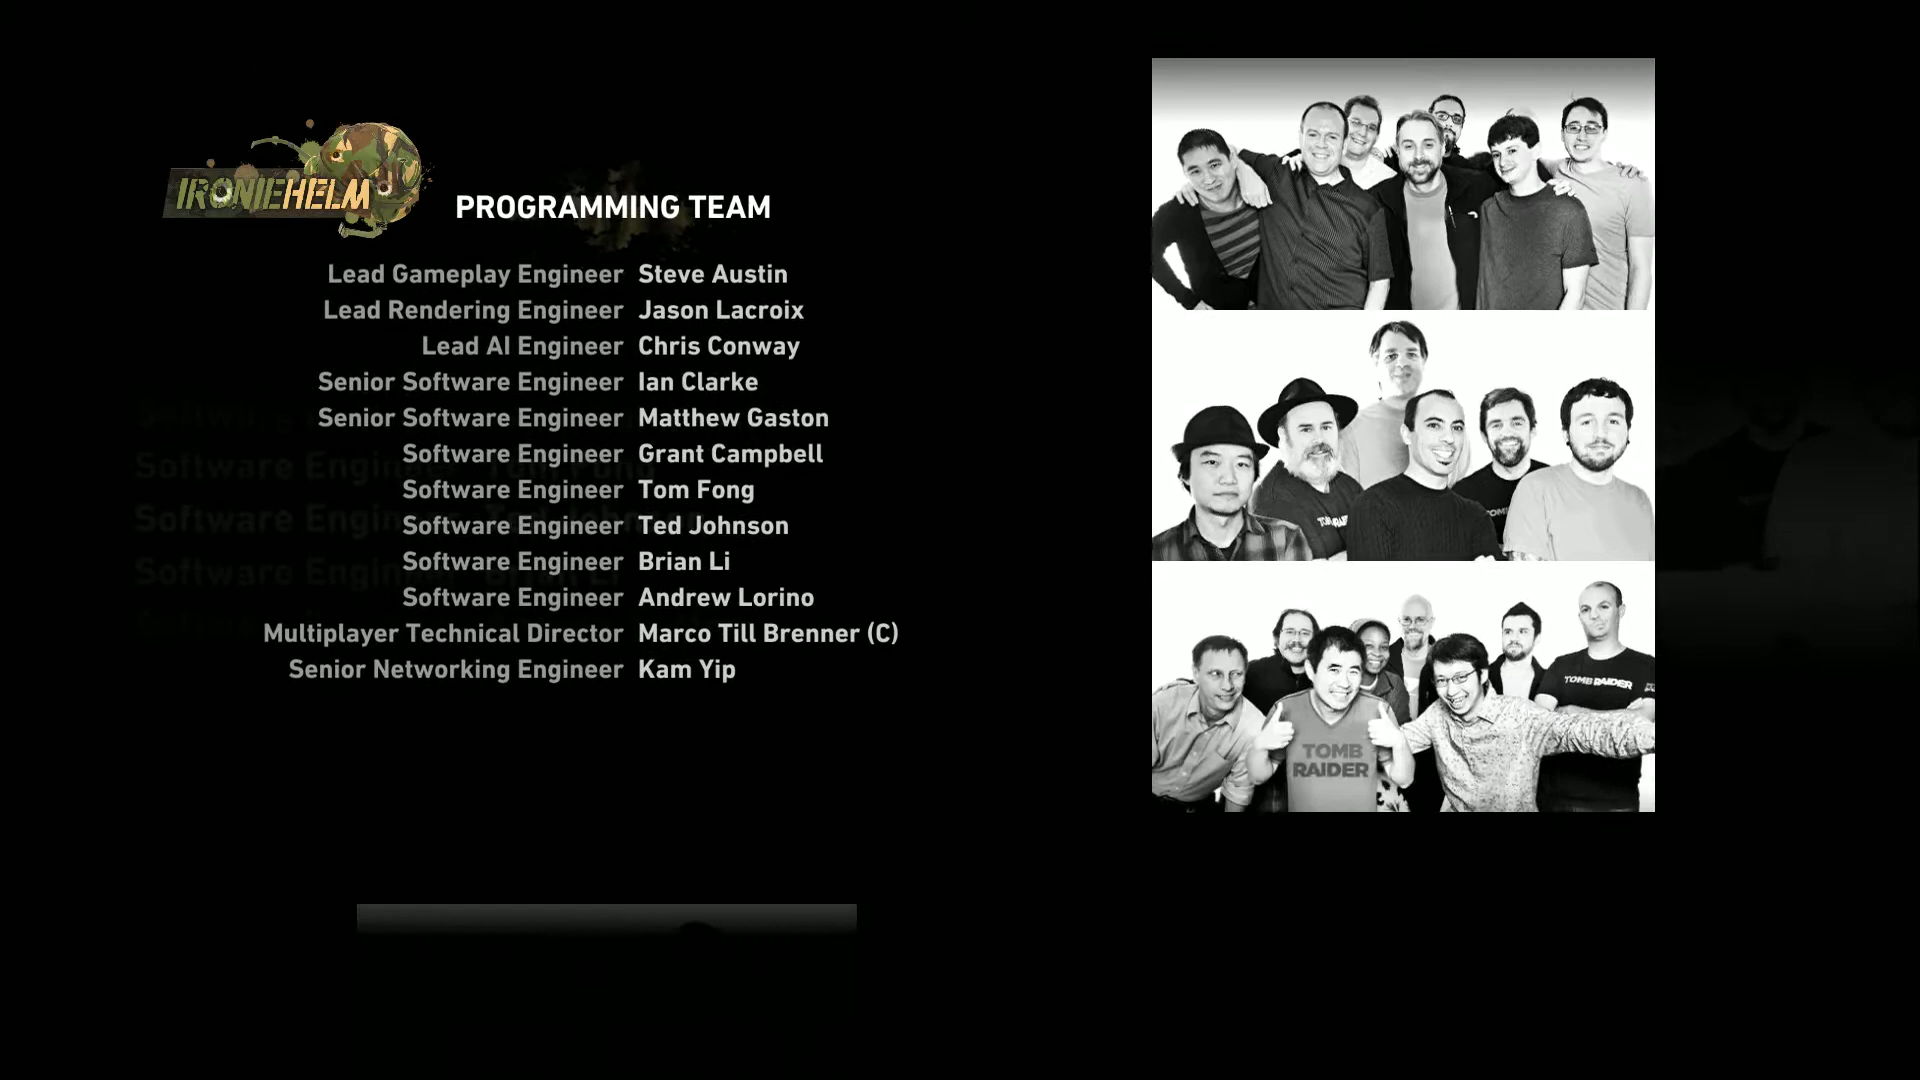 IRONIEHELM
PROGRAMMING TEAM
Lead Gameplay Engineer Steve Austin
Lead Rendering Engineer Jason Lacroix
Lead AI Engineer Chris Conway
Senior Software Engineer Ian Clarke
Senior Software Engineer Matthew Gaston
Software Engineer Grant Campbell
Software Engineer Tom Fong
Software Engineer Ted Johnson
Software Engineer Brian Li
Software Engineer Andrew Lorino
Multiplayer Technical Director Marco Till Brenner (C)
Senior Networking Engineer Kam Yip
TOMB RAIDER
TOMB
RAIDER